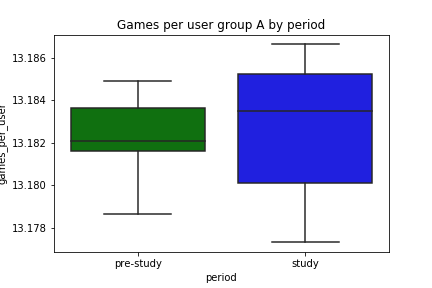 Games per user group A by period
games_per_user
13.186
13.184
13.182
13.180
13.178
pre-study
study
period